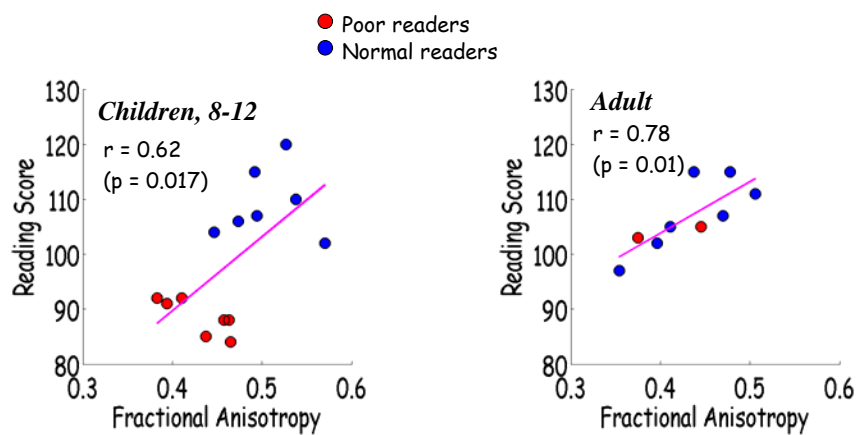 Poor readers
Normal readers
Children, 8-12
r = 0.62
(p = 0.017)
Reading Score
130
120
110
100
90
80
0.3
0.4
0.5
0.6
Fractional Anisotropy
Adult
r = 0.78
(p = 0.01)
Reading Score
130
120
110
100
90
80
0.3
0.4
0.5
0.6
Fractional Anisotropy